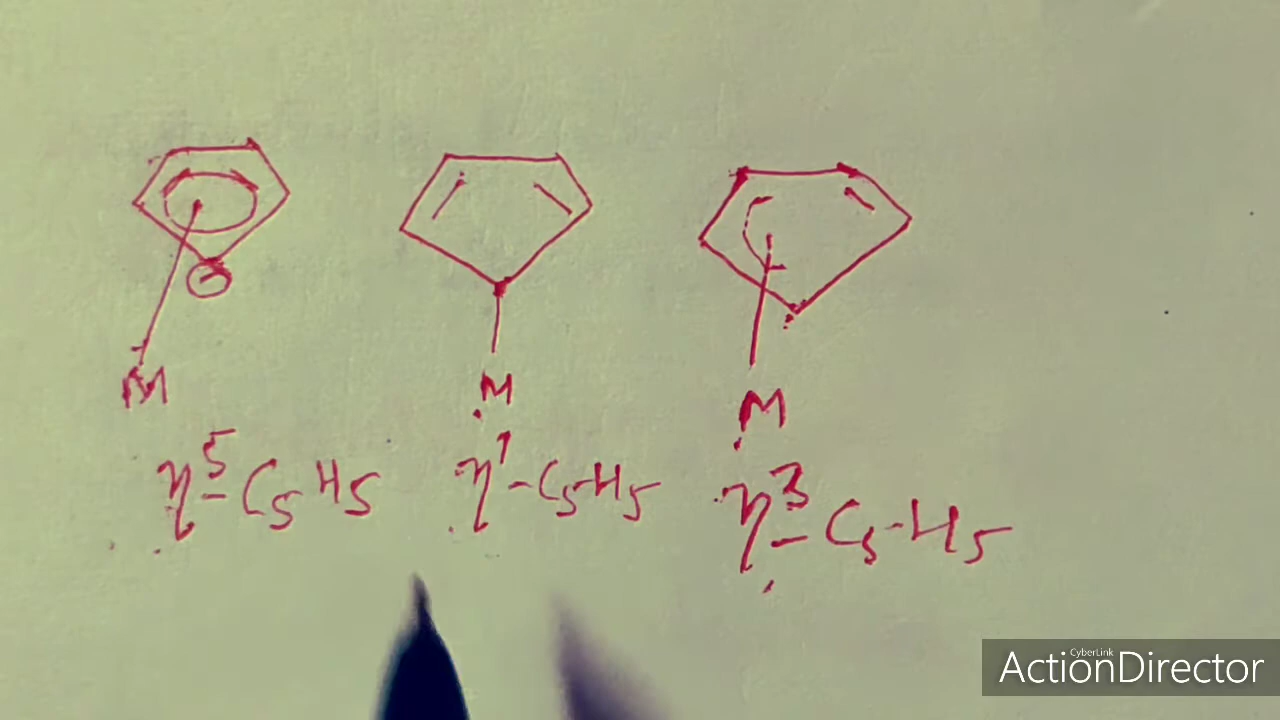 M M M
η⁵-C₅H₅ η¹-C₅H₅ η³-C₅H₅
CyberLink
ActionDirector